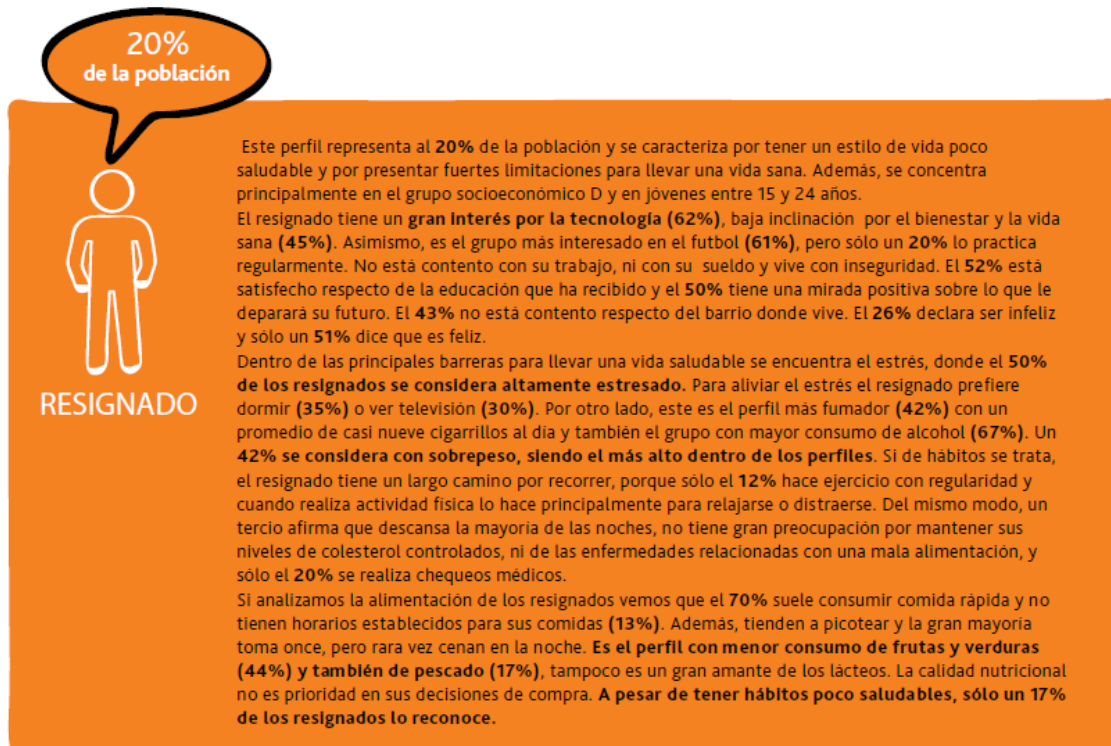 20%
de la población
Este perfil representa al 20% de la población y se caracteriza por tener un estilo de vida poco
saludable y por presentar fuertes limitaciones para llevar una vida sana. Además, se concentra
principalmente en el grupo socioeconómico D y en jóvenes entre 15 y 24 años.
El resignado tiene un gran interés por la tecnología (62%), baja inclinación por el bienestar y la vida
sana (45%). Asimismo, es el grupo más interesado en el futbol (61%), pero sólo un 20% lo practica
regularmente. No está contento con su trabajo, ni con su sueldo y vive con inseguridad. El 52% está
satisfecho respecto de la educación que ha recibido y el 50% tiene una mirada positiva sobre lo que le
deparará su futuro. El 43% no está contento respecto del barrio donde vive. El 26% declara ser infeliz
y sólo un 51% dice que es feliz.
Dentro de las principales barreras para llevar una vida saludable se encuentra el estrés, donde el 50%
de los resignados se considera altamente estresado. Para aliviar el estrés el resignado prefiere
dormir (35%) o ver televisión (30%). Por otro lado, este es el perfil más fumador (42%) con un
promedio de casi nueve cigarrillos al día y también el grupo con mayor consumo de alcohol (67%). Un
42% se considera con sobrepeso, siendo el más alto dentro de los perfiles. Si de hábitos se trata,
el resignado tiene un largo camino por recorrer, porque sólo el 12% hace ejercicio con regularidad y
cuando realiza actividad física lo hace principalmente para relajarse o distraerse. Del mismo modo, un
tercio afirma que descansa la mayoría de las noches, no tiene gran preocupación por mantener sus
niveles de colesterol controlados, ni de las enfermedades relacionadas con una mala alimentación, y
sólo el 20% se realiza chequeos médicos.
Si analizamos la alimentación de los resignados vemos que el 70% suele consumir comida rápida y no
tienen horarios establecidos para sus comidas (13%). Además, tienden a picotear y la gran mayoría
toma once, pero rara vez cenan en la noche. Es el perfil con menor consumo de frutas y verduras
(44%) y también de pescado (17%), tampoco es un gran amante de los lácteos. La calidad nutricional
no es prioridad en sus decisiones de compra. A pesar de tener hábitos poco saludables, sólo un 17%
de los resignados lo reconoce.
RESIGNADO